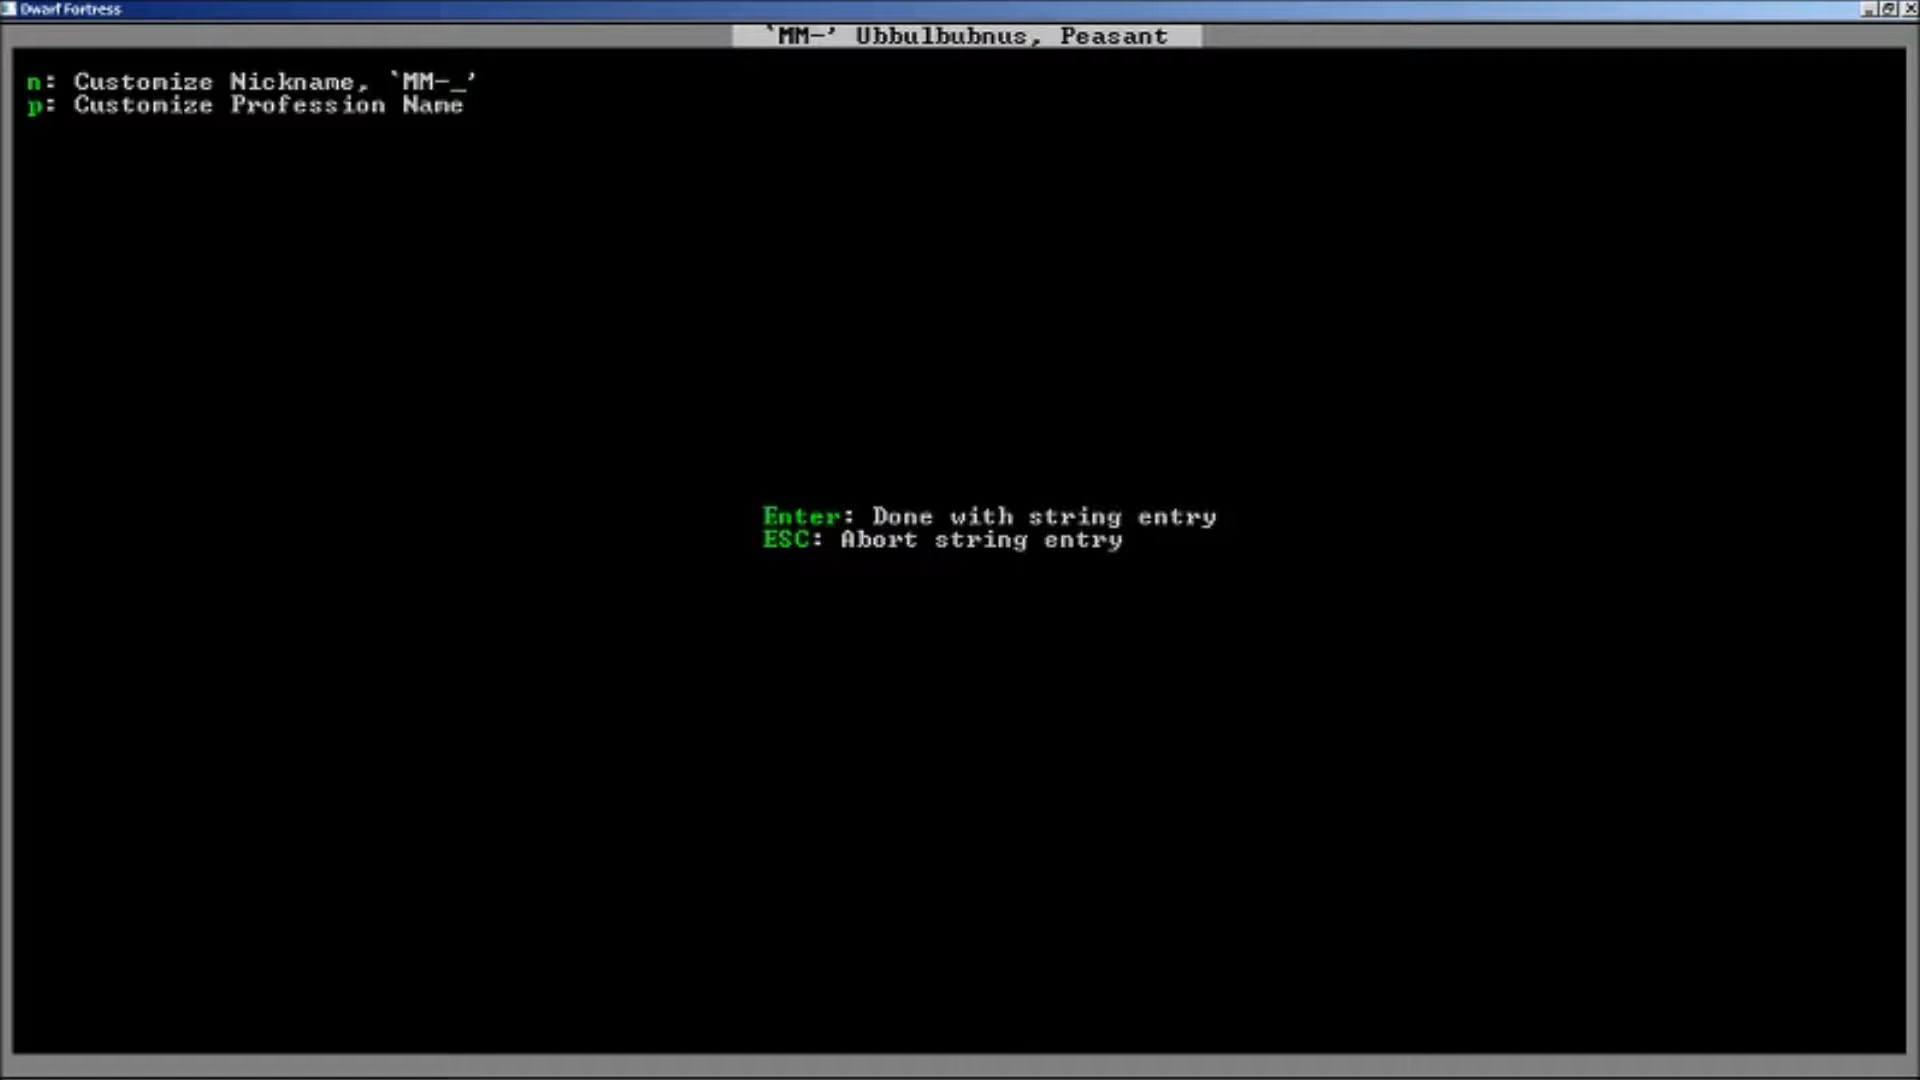 Dwarf Fortress
`MM-’ Ubbulbubnus, Peasant
n: Customize Nickname, `MM-_’
p: Customize Profession Name
Enter: Done with string entry
ESC: Abort string entry